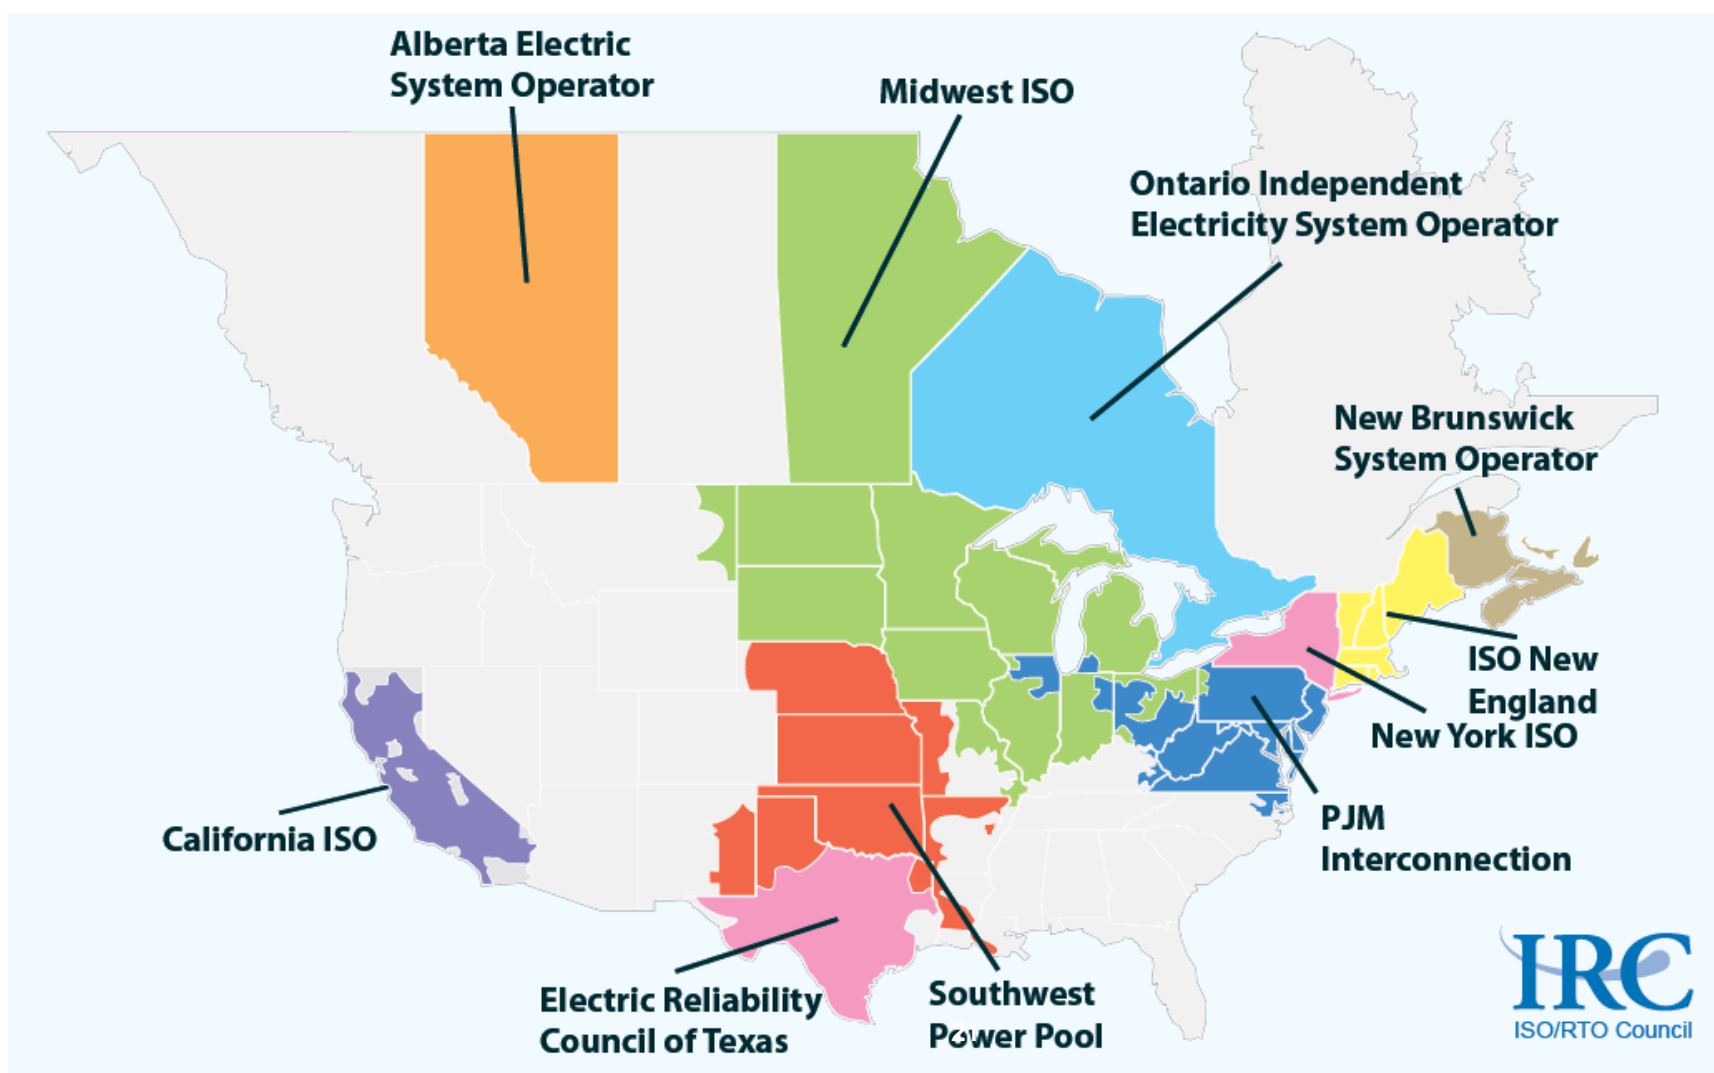 Alberta Electric
System Operator
Midwest ISO
Ontario Independent
Electricity System Operator
New Brunswick
System Operator
ISO New
England
New York ISO
PJM
Interconnection
California ISO
Electric Reliability
Council of Texas
Southwest
Power Pool
IRC
ISO/RTO Council